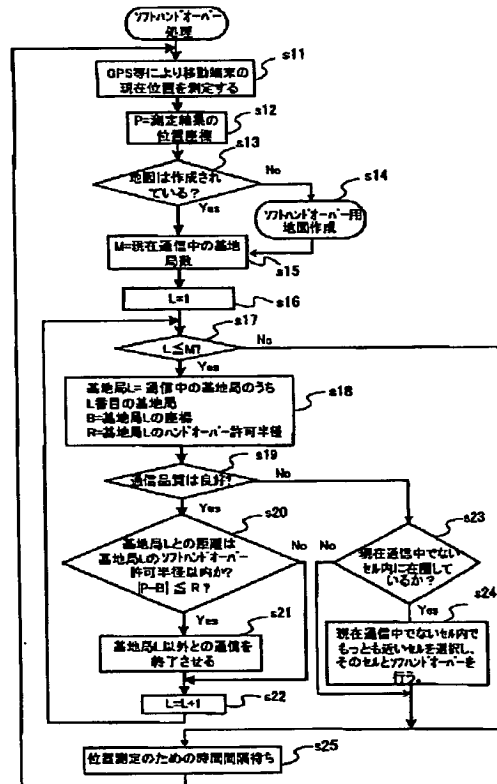 ソフトハンドオーバー
処理
s11
GPS等により移動端末の
現在位置を測定する
s12
P=測定結果の
位置座標
s13
地図は作成され
ている?
No
Yes
s14
ソフトハンドオーバー用
地図作成
M=現在通信中の基地
局数
s15
L=1
s16
s17
L≦M?
No
Yes
基地局L=通信中の基地局のうち
L番目の基地局
B=基地局Lの座標
R=基地局Lのハンドオーバー許可半径
s18
s19
通信品質は良好?
No
Yes
s20
基地局Lとの距離は
基地局Lのソフトハンドオーバー
許可半径以内か?
|P-B|≦R?
No
Yes
s21
基地局L以外との通信を
終了させる
s22
L=L+1
s23
現在通信中でない
セル内に在圏して
いるか?
No
Yes
s24
現在通信中でないセル内で
もっとも近いセルを選択し、
そのセルとソフトハンドオーバーを
行う。
位置測定のための時間間隔待ち
s25